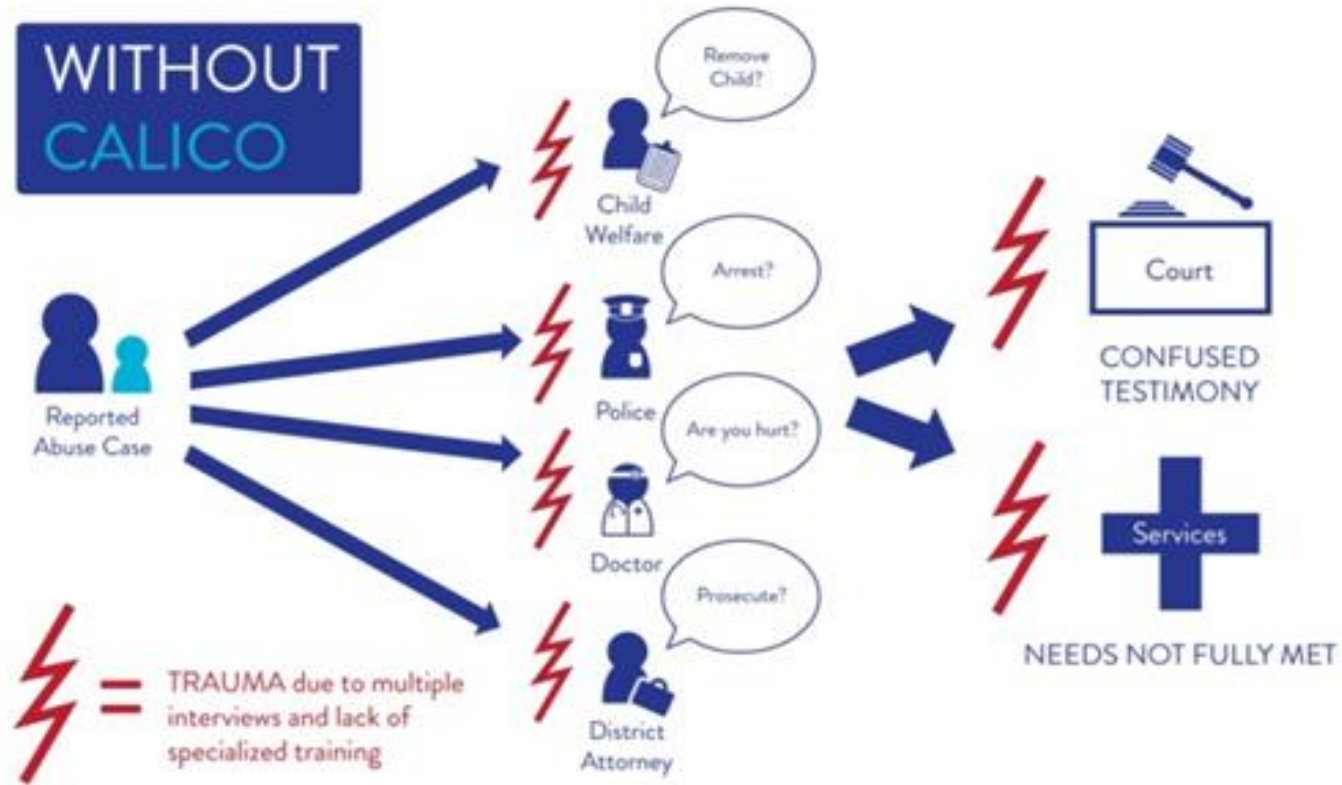 WITHOUT
CALICO
Reported
Abuse Case
Remove
Child?
Child
Welfare
Arrest?
Police
Are you hurt?
Doctor
Prosecute?
District
Attorney
Court
CONFUSED
TESTIMONY
Services
NEEDS NOT FULLY MET
= TRAUMA due to multiple
interviews and lack of
specialized training